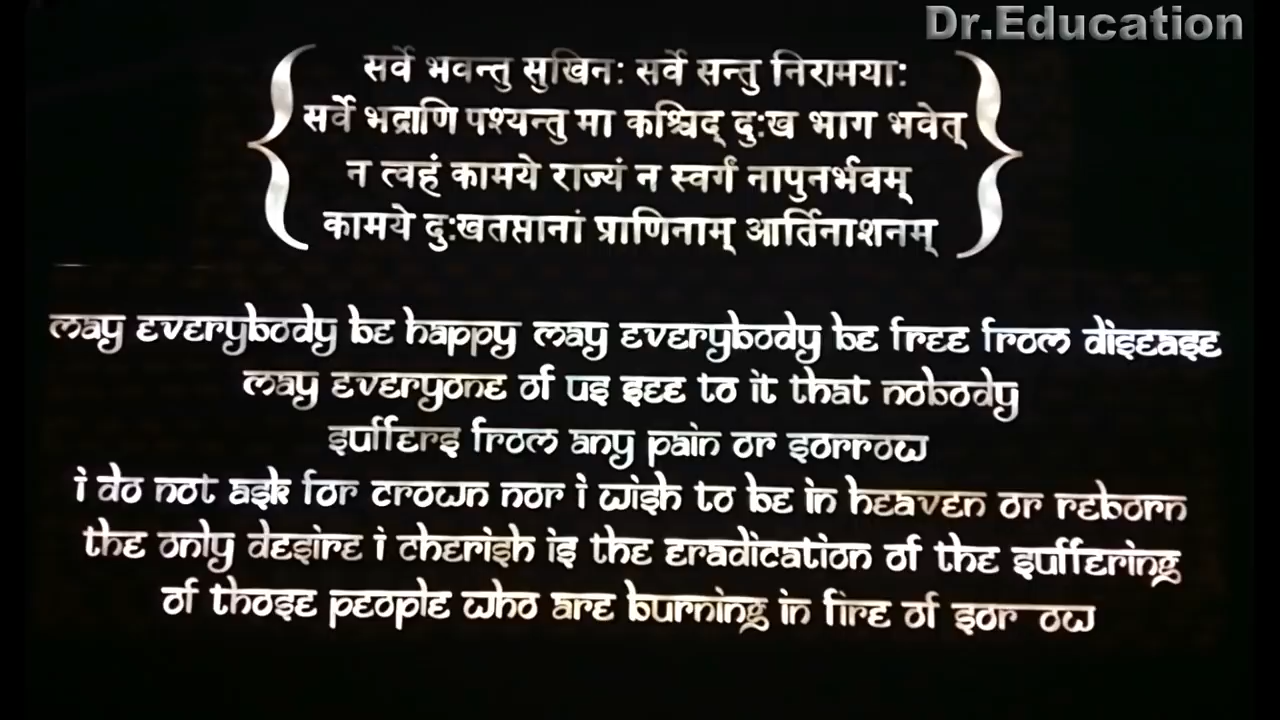 Dr.Education
सर्वे भवन्तु सुखिनः सर्वे सन्तु निरामयाः
सर्वे भद्राणि पश्यन्तु मा कश्चिद् दुःख भाग भवेत्
न त्वहं कामये राज्यं न स्वर्गं नापुनर्भवम्
कामये दुःखतप्तानां प्राणिनाम् आर्तिनाशनम्
may everybody be happy may everybody be free from disease
may everyone of us see to it that nobody
suffers from any pain or sorrow
i do not ask for crown nor i wish to be in heaven or reborn
the only desire i cherish is the eradication of the suffering
of those people who are burning in fire of sor ow